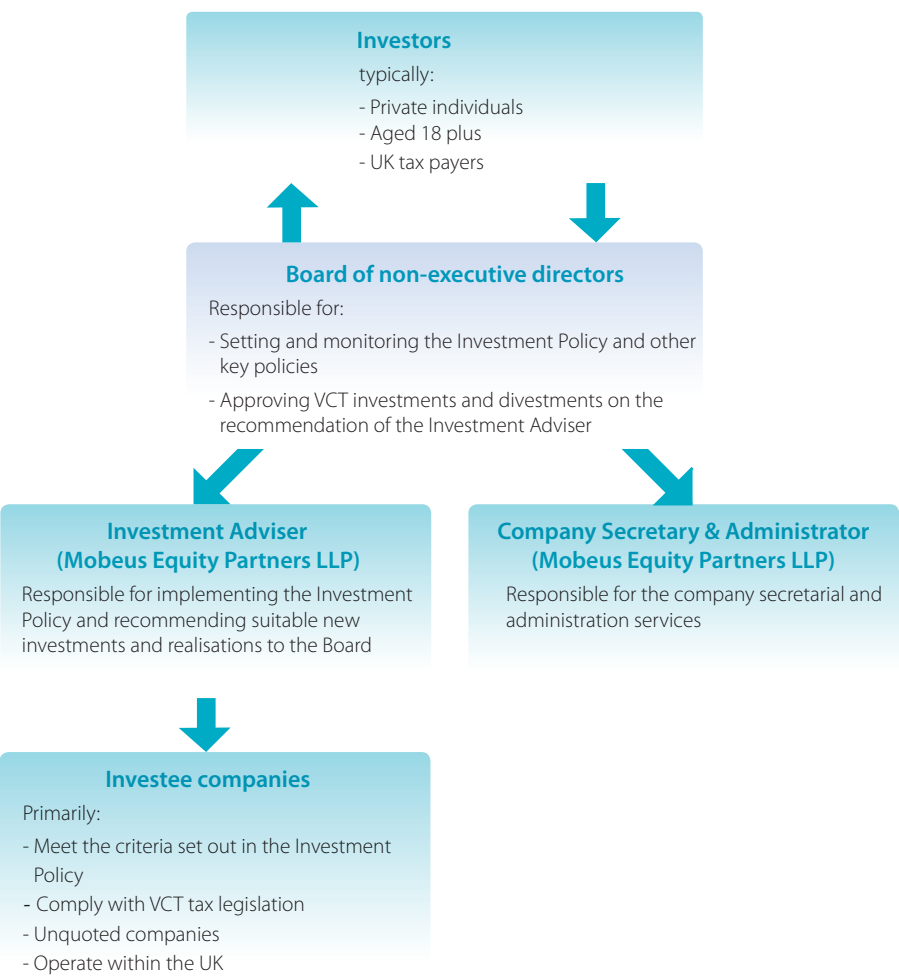 Investors
typically:
- Private individuals
- Aged 18 plus
- UK tax payers
Board of non-executive directors
Responsible for:
- Setting and monitoring the Investment Policy and other
key policies
- Approving VCT investments and divestments on the
recommendation of the Investment Adviser
Investment Adviser
(Mobeus Equity Partners LLP)
Responsible for implementing the Investment
Policy and recommending suitable new
investments and realisations to the Board
Company Secretary & Administrator
(Mobeus Equity Partners LLP)
Responsible for the company secretarial and
administration services
Investee companies
Primarily:
- Meet the criteria set out in the Investment
Policy
- Comply with VCT tax legislation
- Unquoted companies
- Operate within the UK